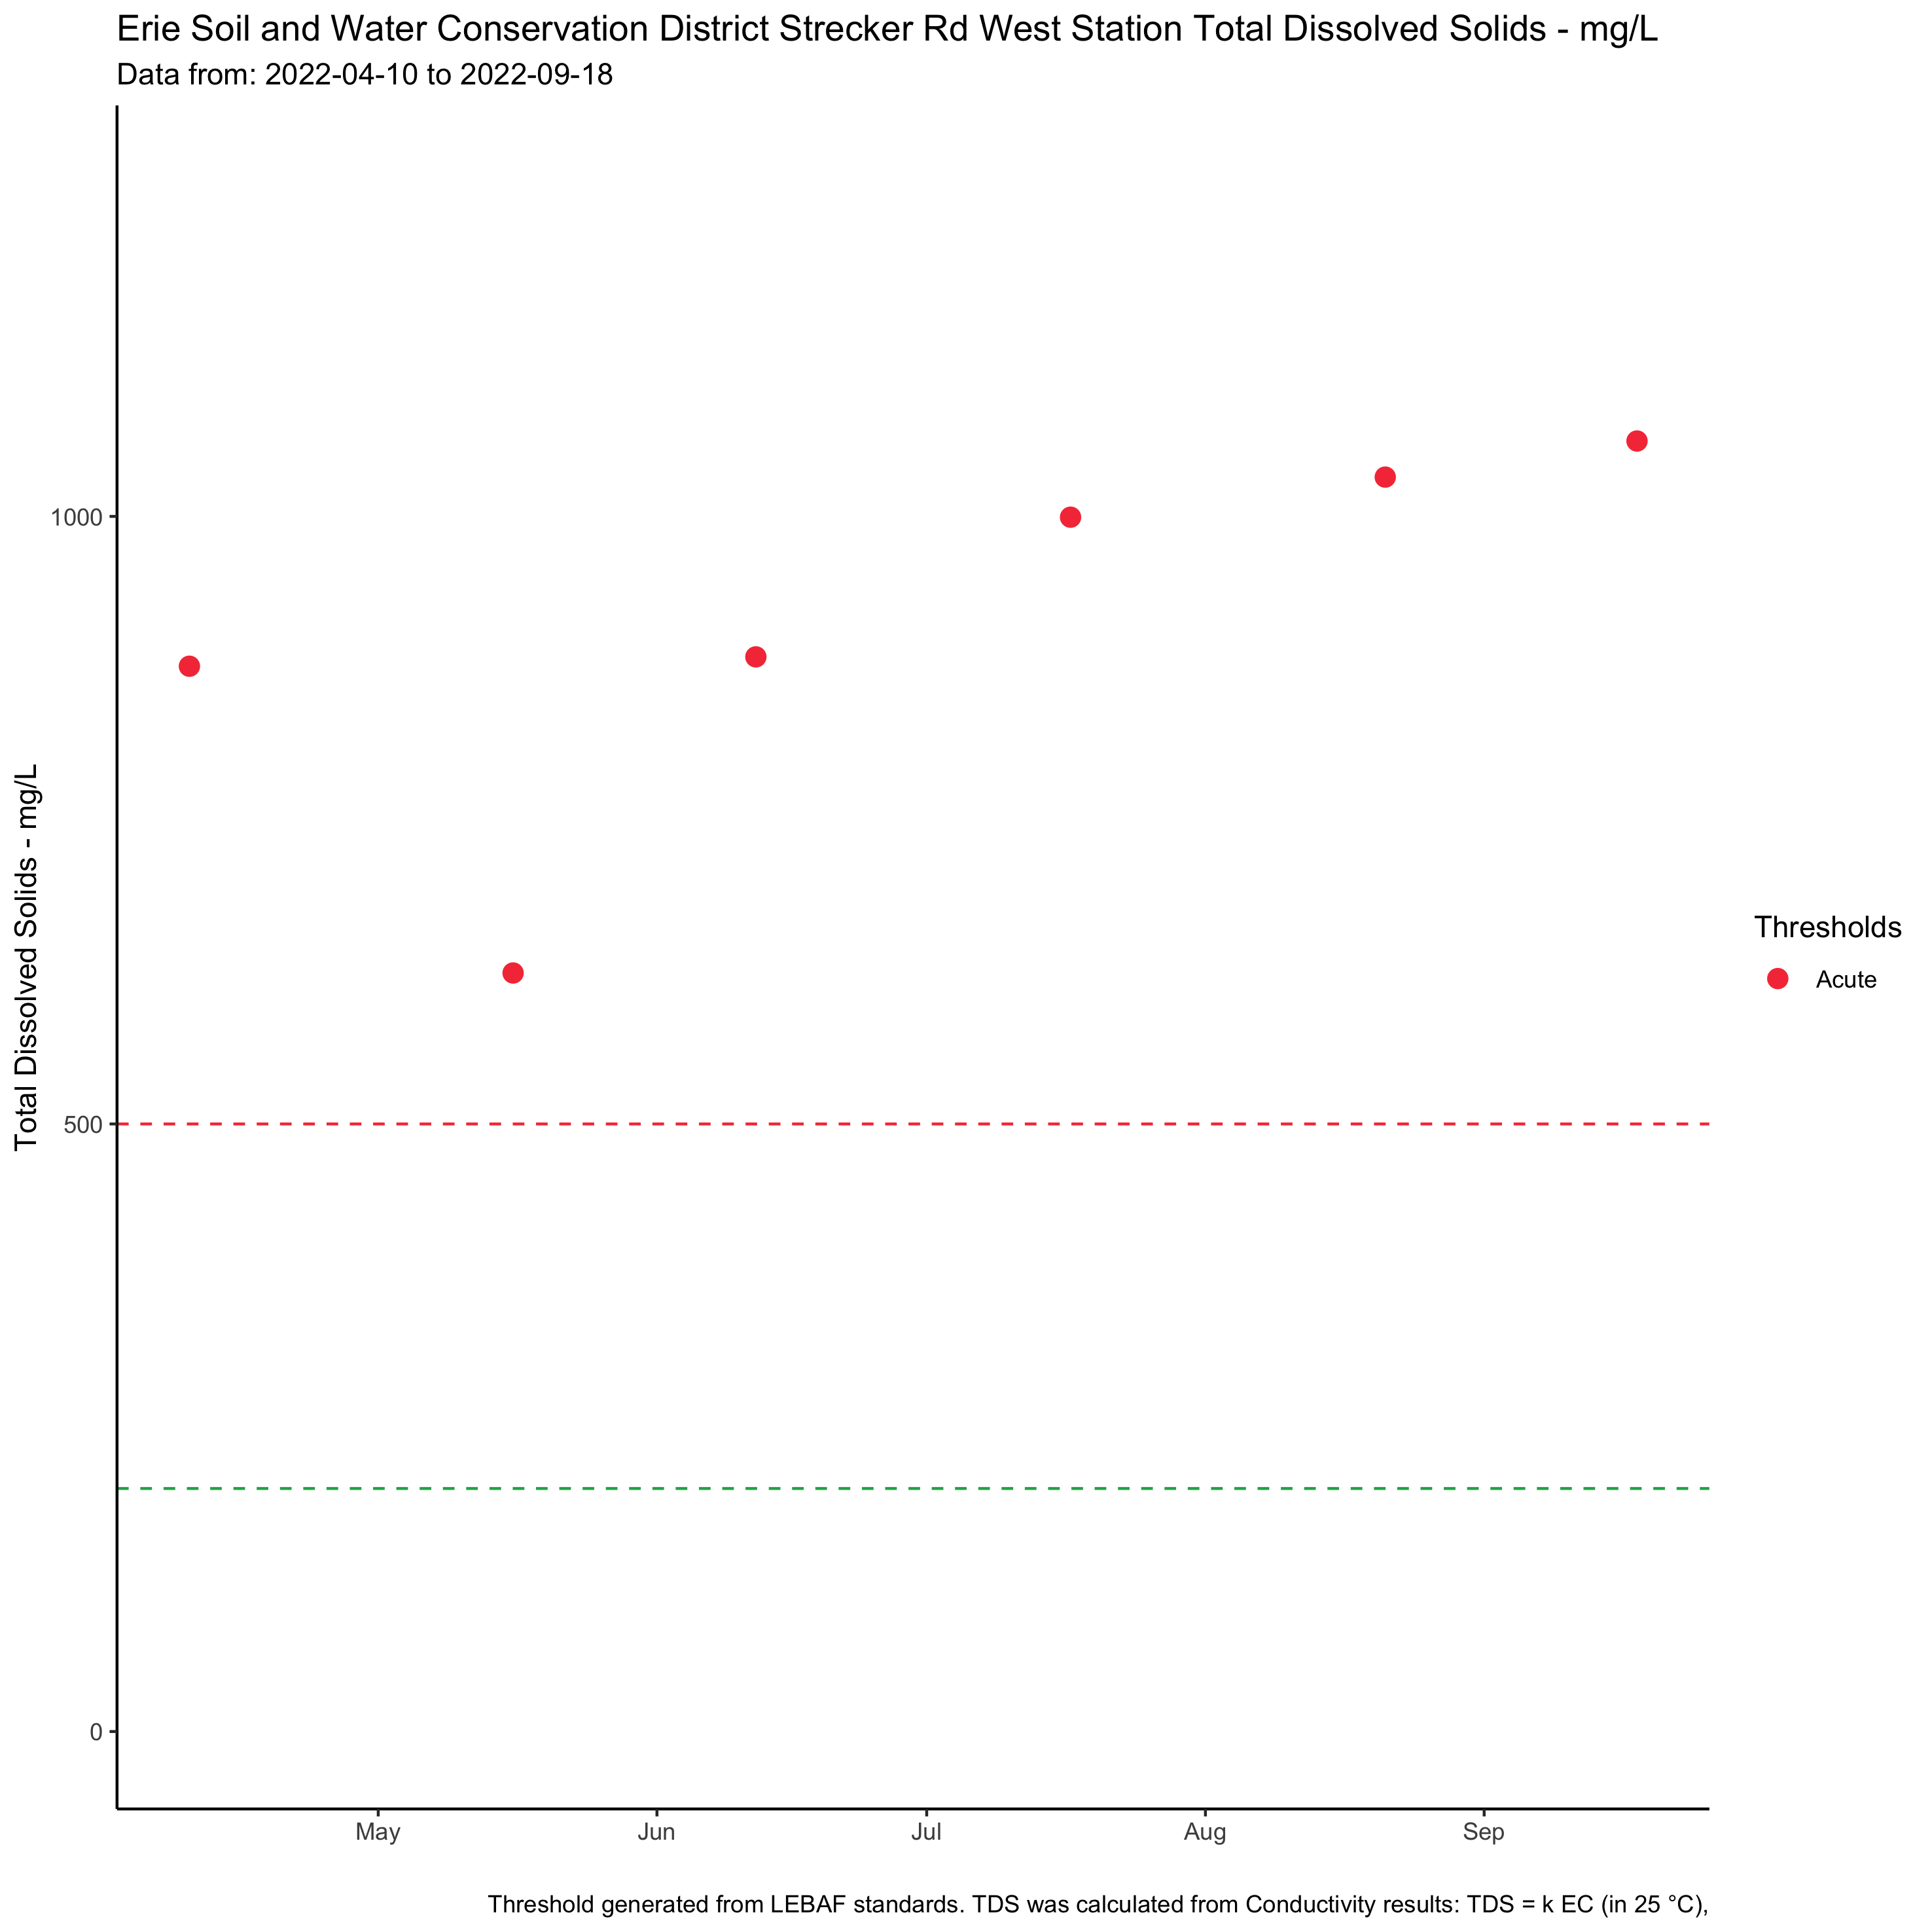 Erie Soil and Water Conservation District Strecker Rd West Station Total Dissolved Solids - mg/L
Data from: 2022-04-10 to 2022-09-18
Total Dissolved Solids - mg/L
1000
500
0
May
Jun
Jul
Aug
Sep
Thresholds
Acute
Threshold generated from LEBAF standards. TDS was calculated from Conductivity results: TDS = k EC (in 25 °C),